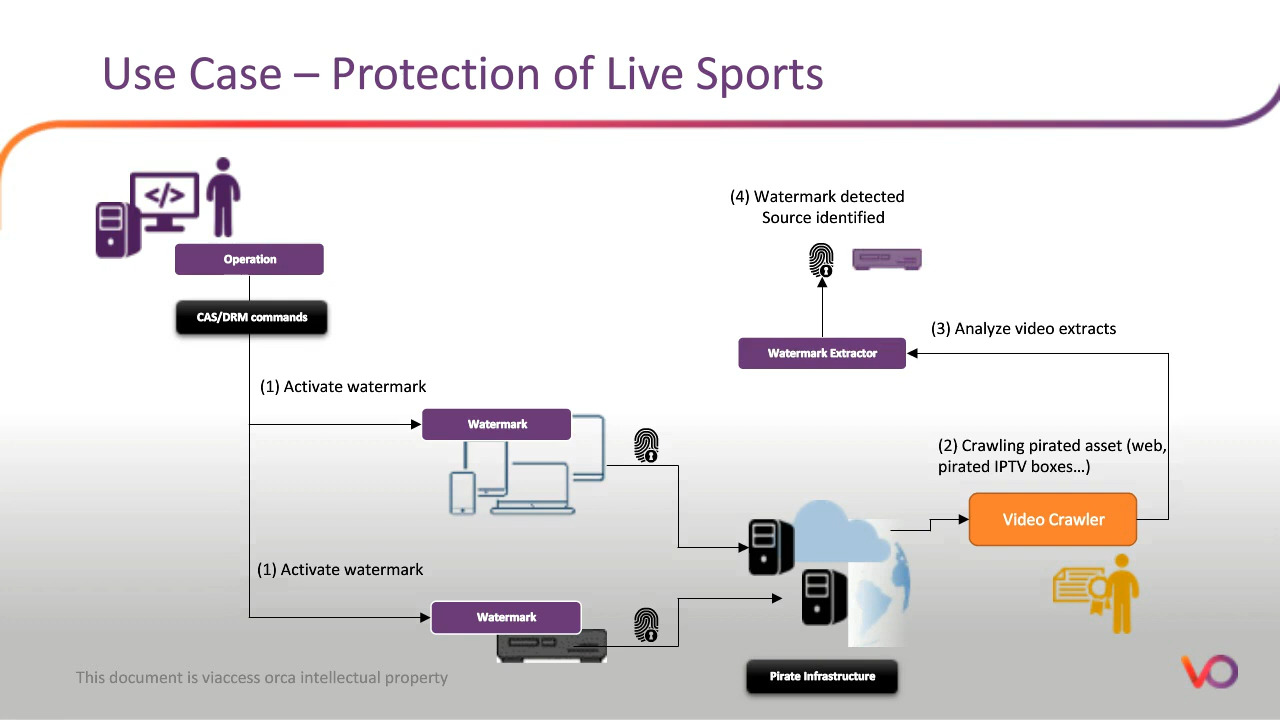 Use Case – Protection of Live Sports
(4) Watermark detected
Source identified
</>
Operation
CAS/DRM commands
(3) Analyze video extracts
Watermark Extractor
(1) Activate watermark
Watermark
(2) Crawling pirated asset (web,
pirated IPTV boxes...)
Video Crawler
(1) Activate watermark
Watermark
Pirate Infrastructure
This document is viaccess orca intellectual property
VO